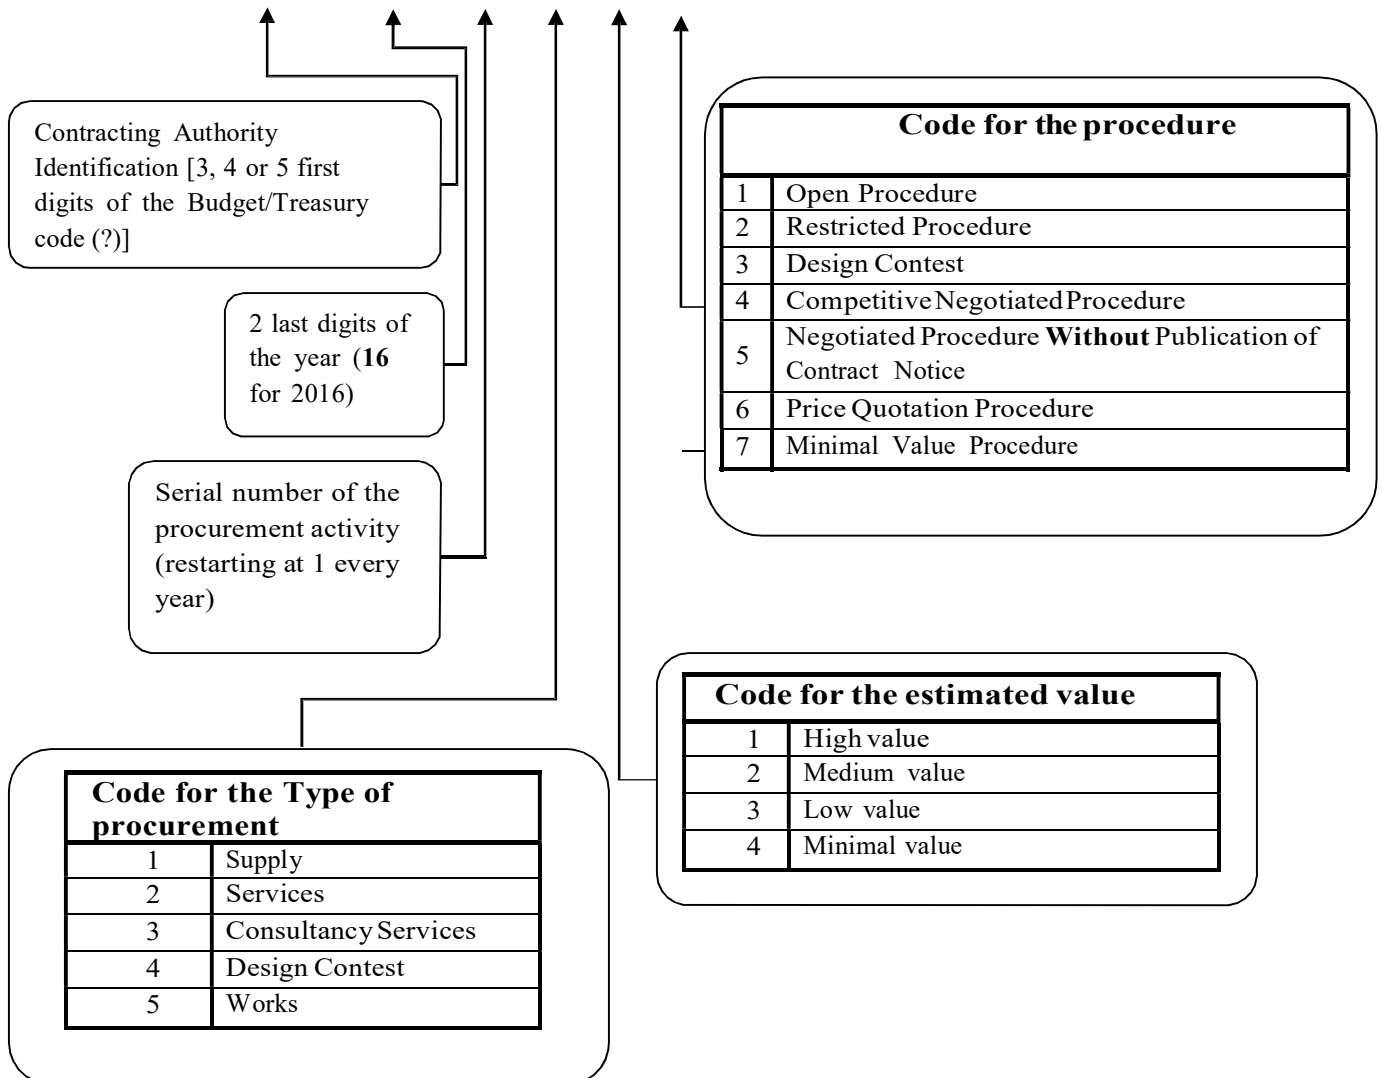 Contracting Authority
Identification [3, 4 or 5 first
digits of the Budget/Treasury
code (?)]
2 last digits of
the year (16
for 2016)
Serial number of the
procurement activity
(restarting at 1 every
year)
Code for the procedure
1 Open Procedure
2 Restricted Procedure
3 Design Contest
4 Competitive Negotiated Procedure
5 Negotiated Procedure Without Publication of
Contract Notice
6 Price Quotation Procedure
7 Minimal Value Procedure
Code for the estimated value
1 High value
2 Medium value
3 Low value
4 Minimal value
Code for the Type of
procurement
1 Supply
2 Services
3 Consultancy Services
4 Design Contest
5 Works